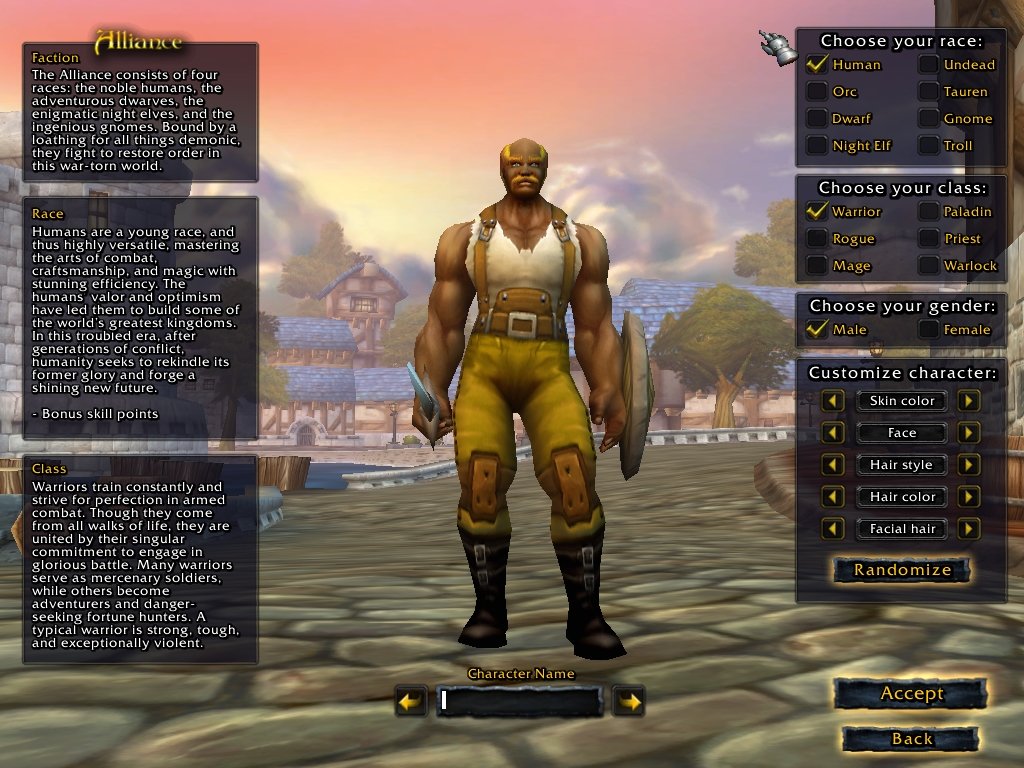 Alliance
Faction
The Alliance consists of four
races: the noble humans, the
adventurous dwarves, the
enigmatic night elves, and the
ingenious gnomes. Bound by a
loathing for all things demonic,
they fight to restore order in
this war-torn world.
Race
Humans are a young race, and
thus highly versatile, mastering
the arts of combat,
craftsmanship, and magic with
stunning efficiency. The
humans' valor and optimism
have led them to build some of
the world's greatest kingdoms.
In this troubled era, after
generations of conflict,
humanity seeks to rekindle its
former glory and forge a
shining new future.
- Bonus skill points
Class
Warriors train constantly and
strive for perfection in armed
combat. Though they come
from all walks of life, they are
united by their singular
commitment to engage in
glorious battle. Many warriors
serve as mercenary soldiers,
while others become
adventurers and danger-
seeking fortune hunters. A
typical warrior is strong, tough,
and exceptionally violent.
Character Name
Choose your race:
Human Undead
Orc Tauren
Dwarf Gnome
Night Elf Troll
Choose your class:
Warrior Paladin
Rogue Priest
Mage Warlock
Choose your gender:
Male Female
Customize character:
Skin color
Face
Hair style
Hair color
Facial hair
Randomize
Accept
Back